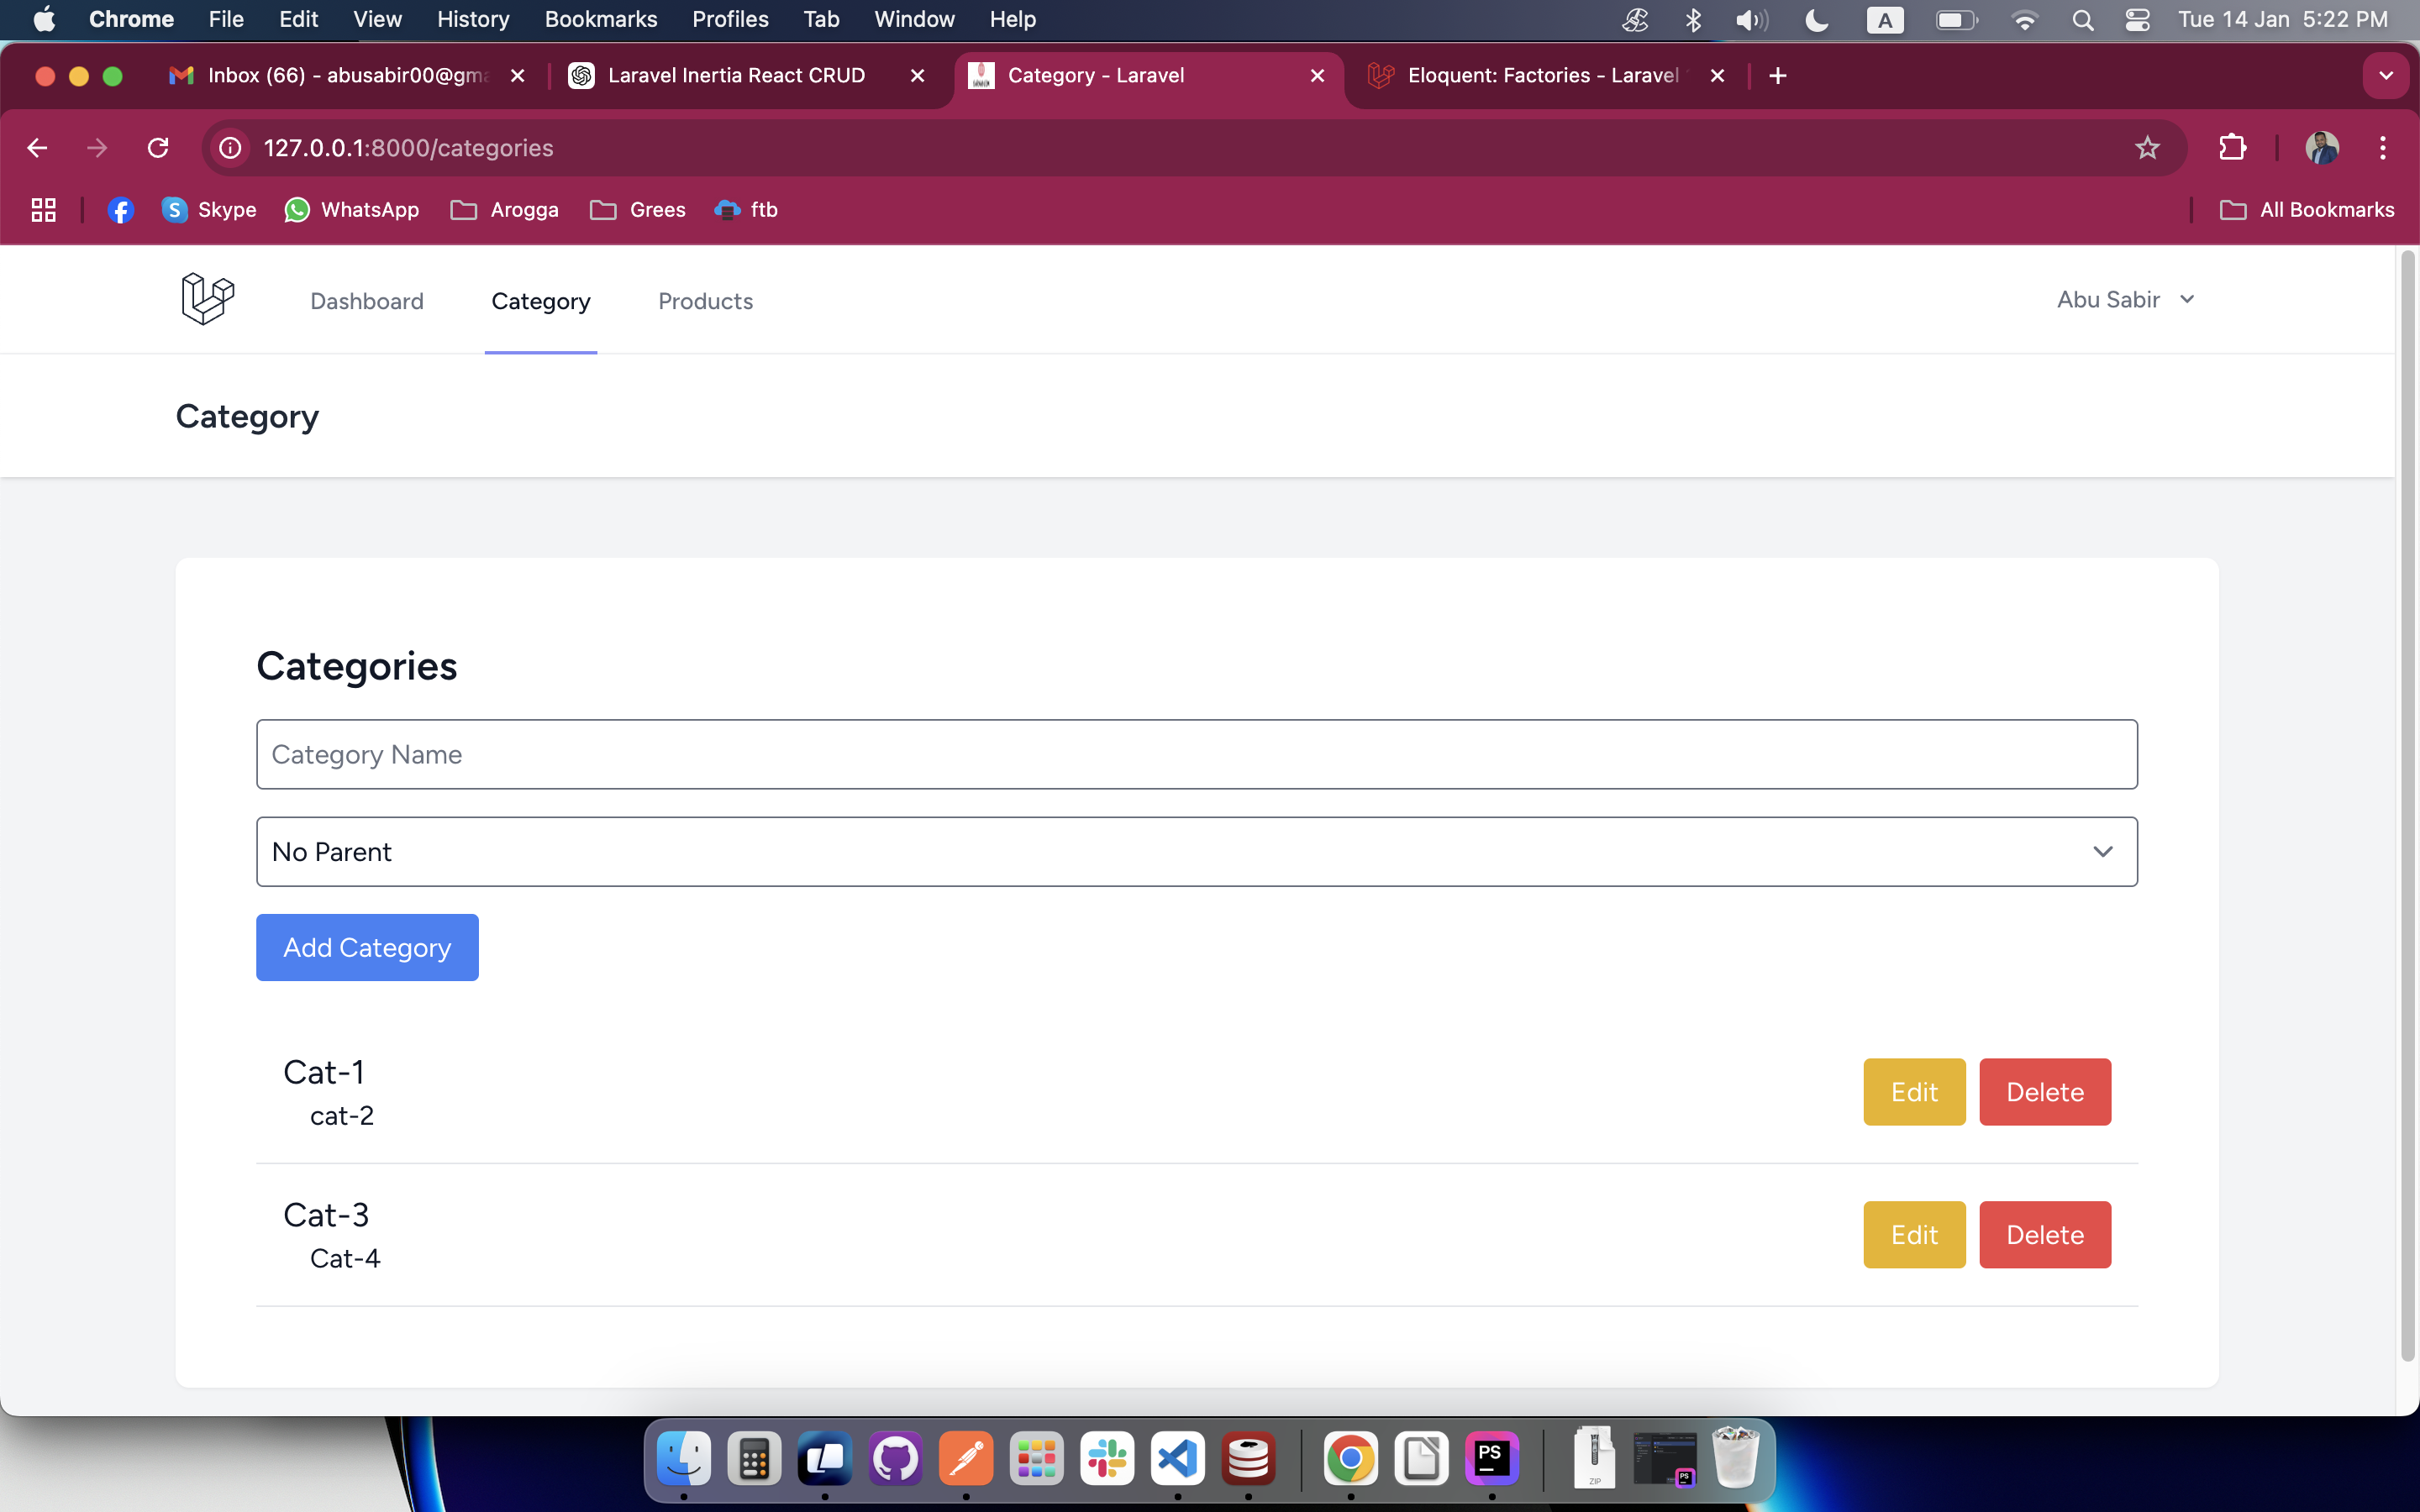 Chrome File Edit View History Bookmarks Profiles Tab Window Help A Tue 14 Jan 5:22 PM
Inbox (66) - abusabir00@gma Laravel Inertia React CRUD Category - Laravel Eloquent: Factories - Laravel
127.0.0.1:8000/categories
Skype WhatsApp Arogga Grees ftb All Bookmarks
Dashboard Category Products Abu Sabir
Category
Categories
Category Name
No Parent
Add Category
Cat-1
cat-2
Edit Delete
Cat-3
Cat-4
Edit Delete
PS
ZIP
PS